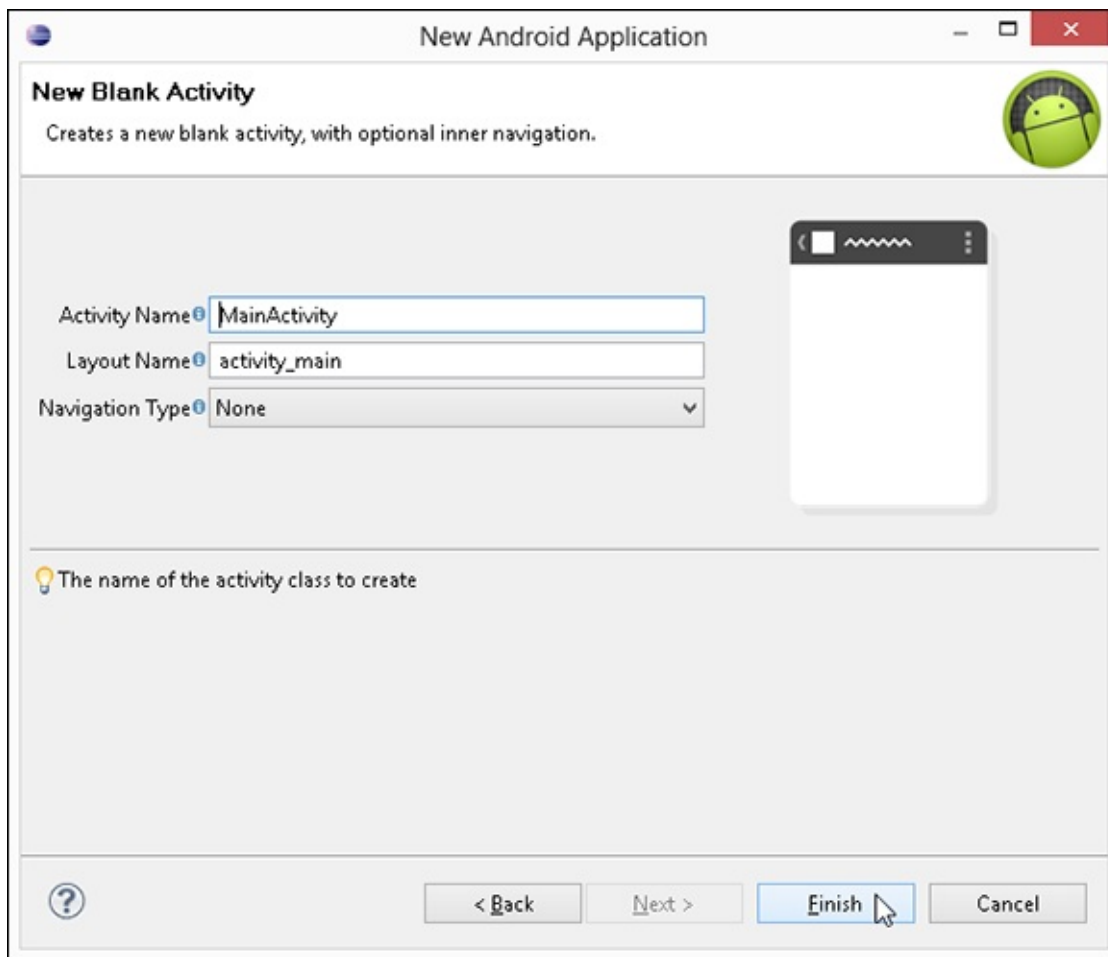 New Android Application
New Blank Activity
Creates a new blank activity, with optional inner navigation.
Activity Name MainActivity
Layout Name activity_main
Navigation Type None
The name of the activity class to create
< Back Next > Finish Cancel